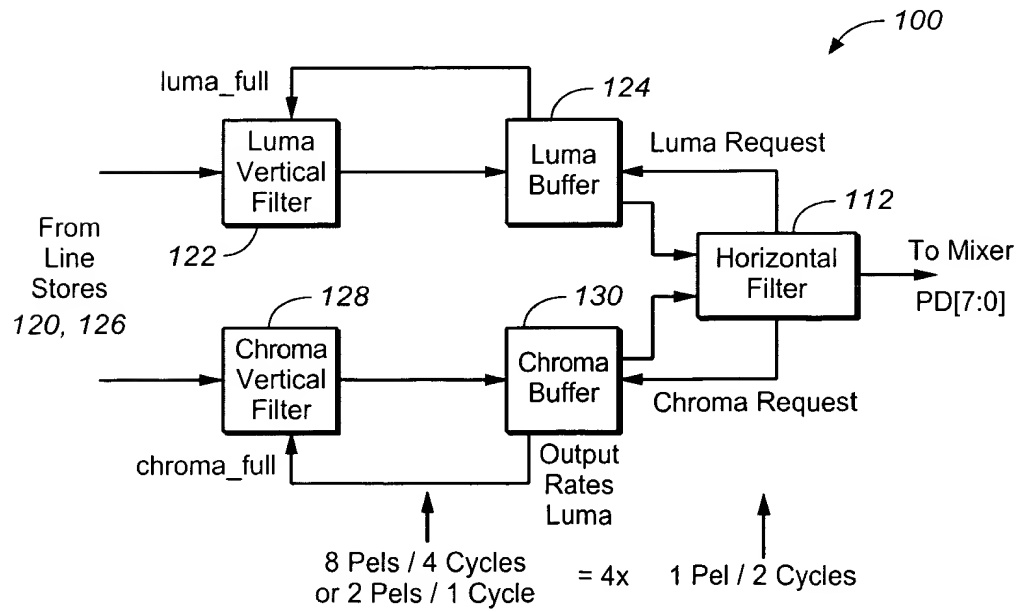 100
luma_full
124
Luma
Vertical
Filter
Luma
Buffer
Luma Request
112
122
From
Line
Stores
120, 126
Horizontal
Filter
To Mixer
PD[7:0]
128
130
Chroma
Vertical
Filter
Chroma
Buffer
Chroma Request
chroma_full
Output
Rates
Luma
8 Pels / 4 Cycles
or 2 Pels / 1 Cycle
= 4x
1 Pel / 2 Cycles